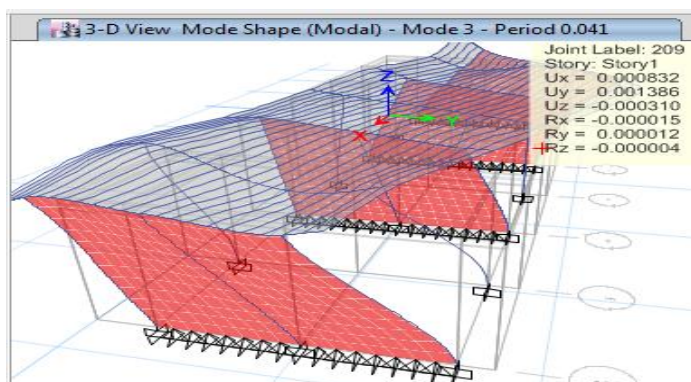 3-D View Mode Shape (Modal) - Mode 3 - Period 0.041
Joint Label: 209
Story: Story1
Ux = 0.000832
Uy = 0.001386
Uz = -0.000310
Rx = -0.000015
Ry = 0.000012
Rz = -0.000004
Z
Y
X